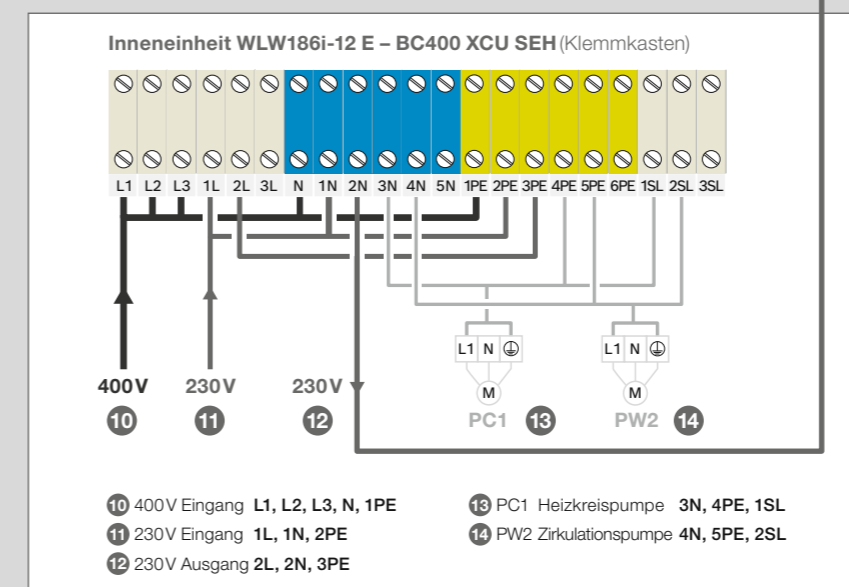 Inneneinheit WLW186i-12 E – BC400 XCU SEH (Klemmkasten)
L1 L2 L3 1L 2L 3L N 1N 2N 3N 4N 5N 1PE 2PE 3PE 4PE 5PE 6PE 1SL 2SL 3SL
L1 N L1 N
M M
400V 230V 230V
10 11 12 PC1 13 PW2 14
10 400V Eingang L1, L2, L3, N, 1PE
11 230V Eingang 1L, 1N, 2PE
12 230V Ausgang 2L, 2N, 3PE
13 PC1 Heizkreispumpe 3N, 4PE, 1SL
14 PW2 Zirkulationspumpe 4N, 5PE, 2SL